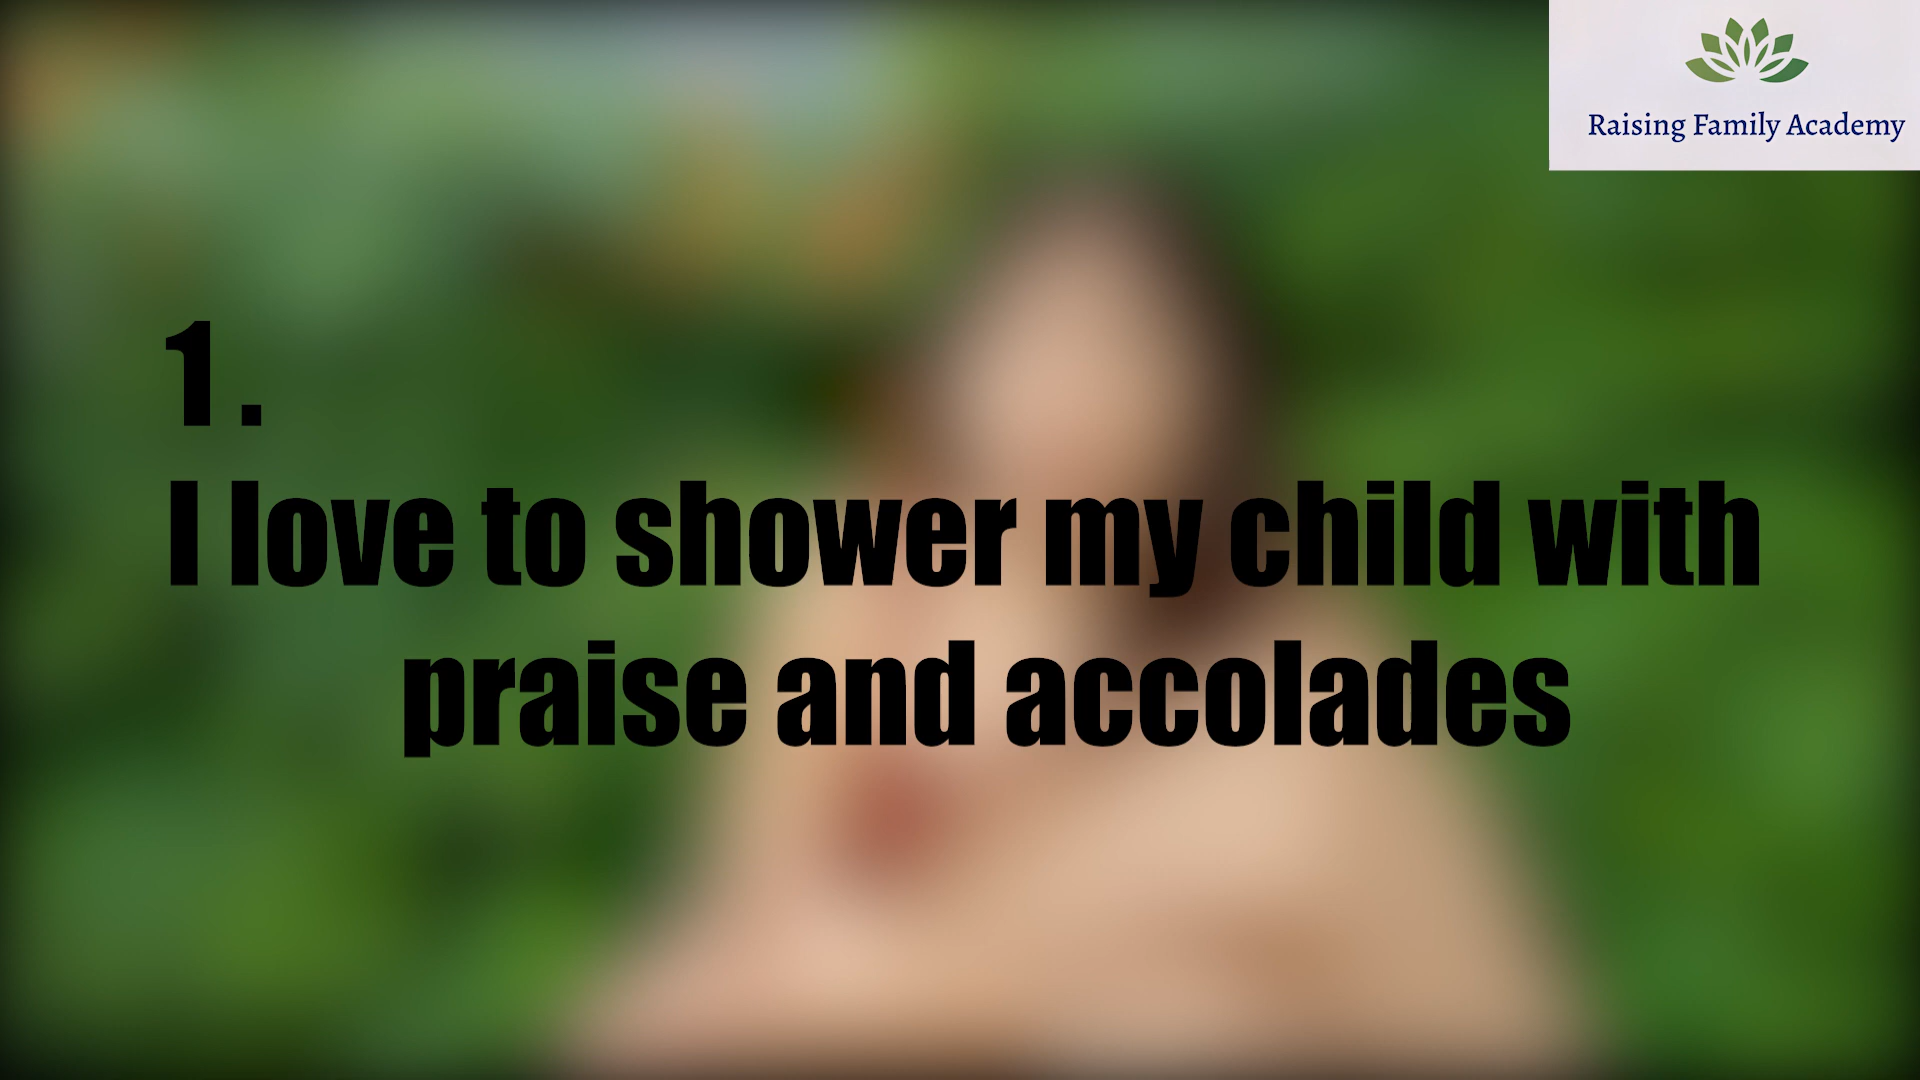 Raising Family Academy
1.
I love to shower my child with
praise and accolades